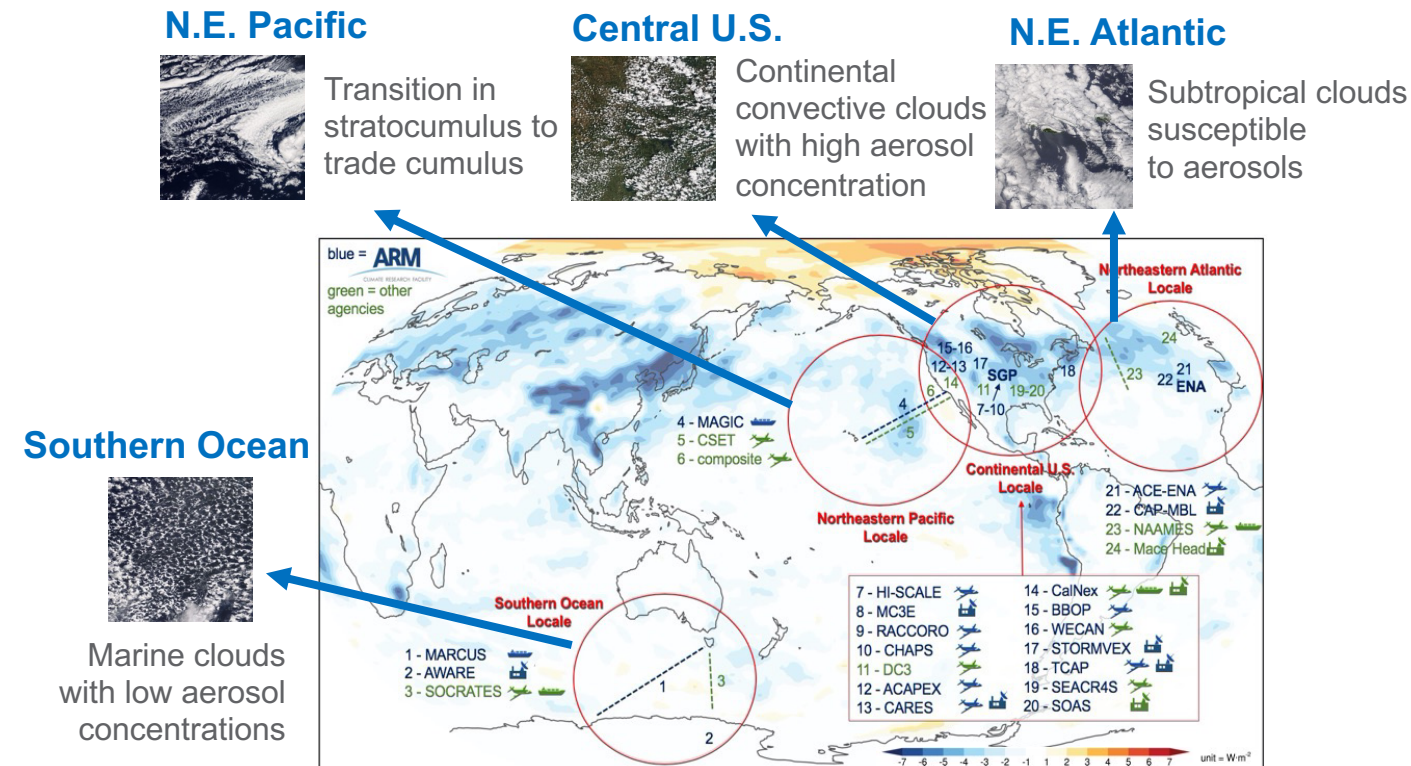 N.E. Pacific
Transition in
stratocumulus to
trade cumulus
Central U.S.
Continental
convective clouds
with high aerosol
concentration
N.E. Atlantic
Subtropical clouds
susceptible
to aerosols
Southern Ocean
Marine clouds
with low aerosol
concentrations
blue = ARM
CLIMATE RESEARCH FACILITY
green = other
agencies
Northeastern Atlantic
Locale
24
23
22
21
ENA
15-16
12-13
17
14
SGP
18
11
19-20
7-10
6
4
5
4 - MAGIC
5 - CSET
6 - composite
Northeastern Pacific
Locale
Continental U.S.
Locale
21 - ACE-ENA
22 - CAP-MBL
23 - NAAMES
24 - Mace Head
Southern Ocean
Locale
1 - MARCUS
2 - AWARE
3 - SOCRATES
1
3
2
7 - HI-SCALE
8 - MC3E
9 - RACCORO
10 - CHAPS
11 - DC3
12 - ACAPEX
13 - CARES
14 - CalNex
15 - BBOP
16 - WECAN
17 - STORMVEX
18 - TCAP
19 - SEACR4S
20 - SOAS
-7 -6 -5 -4 -3 -2 -1 1 2 3 4 5 6 7
unit = W·m⁻²